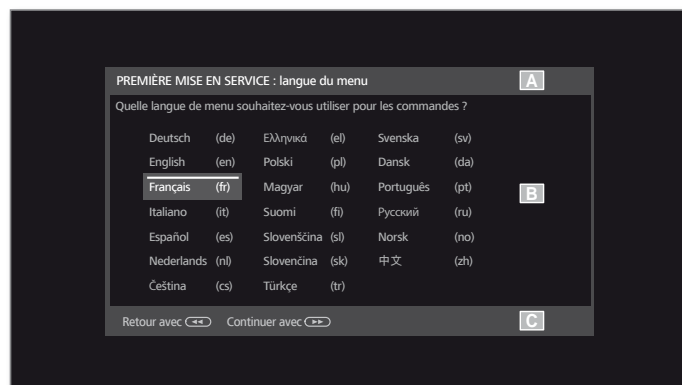 PREMIÈRE MISE EN SERVICE : langue du menu A
Quelle langue de menu souhaitez-vous utiliser pour les commandes ?
Deutsch (de) Ελληνικά (el) Svenska (sv)
English (en) Polski (pl) Dansk (da)
Français (fr) Magyar (hu) Português (pt) B
Italiano (it) Suomi (fi) Русский (ru)
Español (es) Slovenščina (sl) Norsk (no)
Nederlands (nl) Slovenčina (sk) 中文 (zh)
Čeština (cs) Türkçe (tr)
Retour avec Continuer avec C